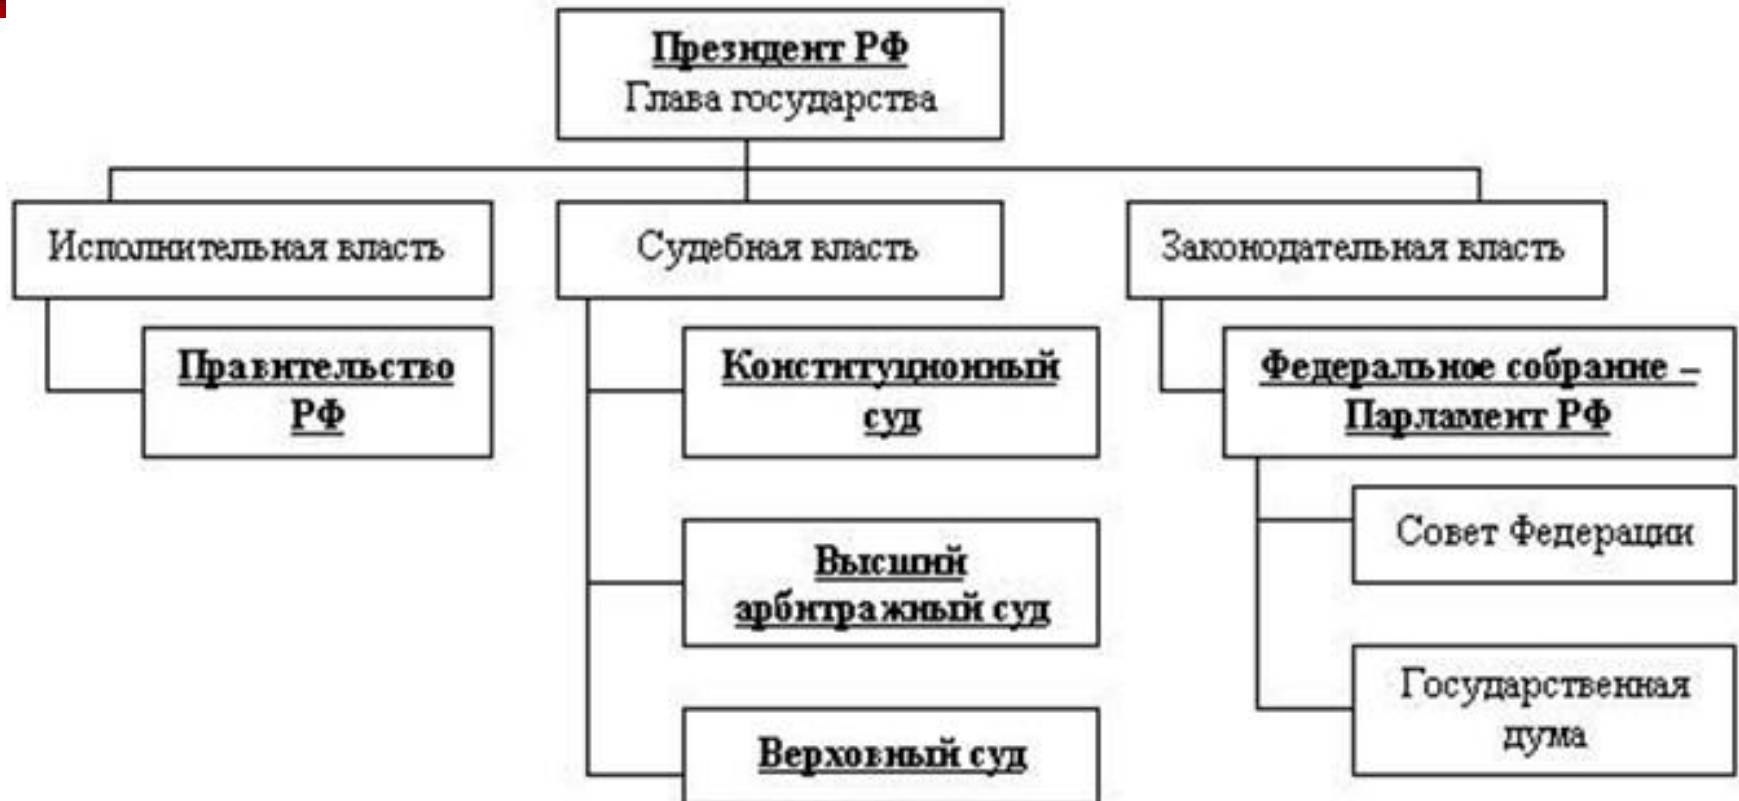 Президент РФ
Глава государства
Исполнительная власть
Судебная власть
Законодательная власть
Правительство
РФ
Конституционный
суд
Федеральное собрание –
Парламент РФ
Высший
арбитражный суд
Совет Федерации
Верховный суд
Государственная
дума